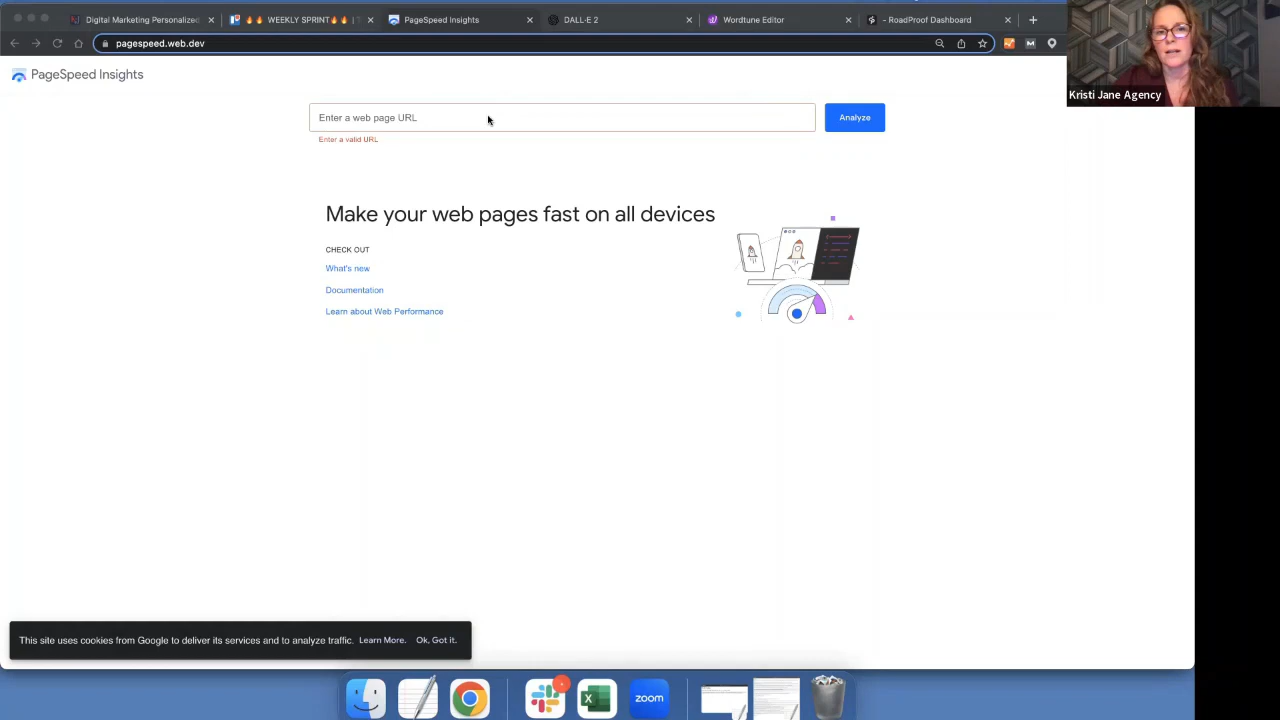 Digital Marketing Personalized
🔥🔥 WEEKLY SPRINT🔥🔥 | T
PageSpeed Insights
DALL·E 2
Wordtune Editor
- RoadProof Dashboard
pagespeed.web.dev
Kristi Jane Agency
PageSpeed Insights
Enter a web page URL
Analyze
Enter a valid URL
Make your web pages fast on all devices
CHECK OUT
What's new
Documentation
Learn about Web Performance
This site uses cookies from Google to deliver its services and to analyze traffic. Learn More. Ok, Got it.
zoom